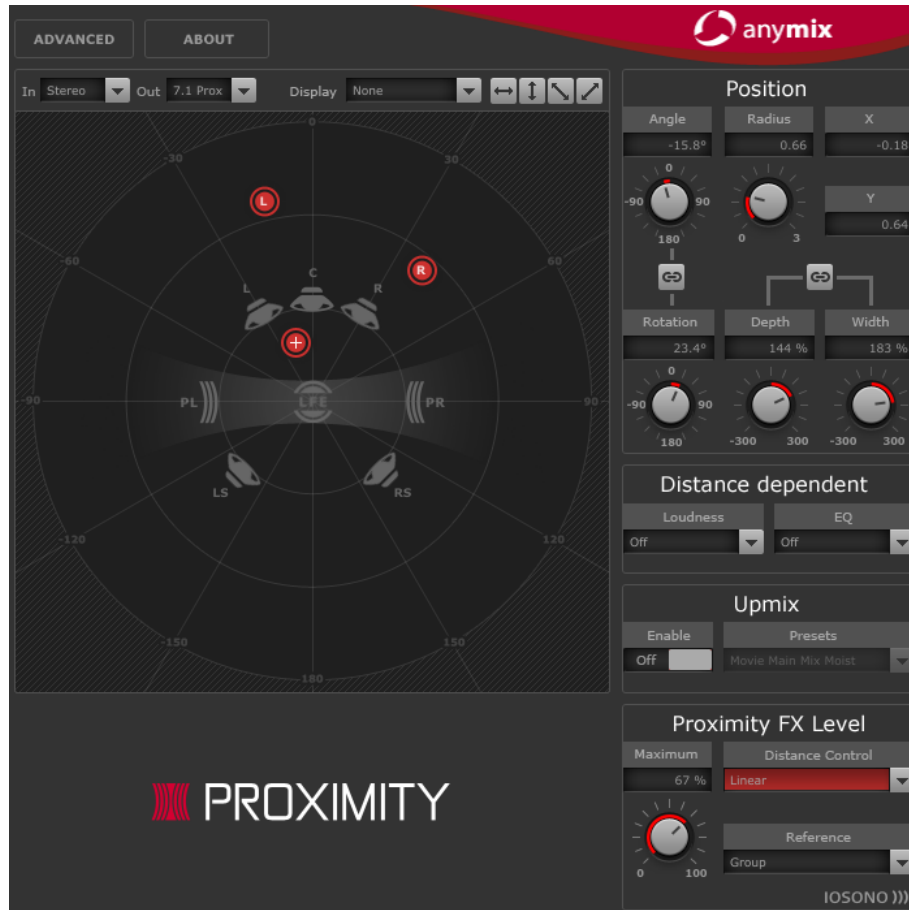 ADVANCED ABOUT anymix
In Stereo Out 7.1 Prox Display None
0
-30 30
-60 60
-90 90
-120 120
-150 150
180
L
R
C
L R
PL LFE PR
LS RS
Position
Angle Radius X
-15.8° 0.66 -0.18
0
-90 90
180
0 3
Y
0.64
Rotation Depth Width
23.4° 144 % 183 %
0
-90 90
180
-300 300
-300 300
Distance dependent
Loudness EQ
Off Off
Upmix
Enable Presets
Off Movie Main Mix Moist
Proximity FX Level
Maximum Distance Control
67 % Linear
0 100
Reference
Group
PROXIMITY
IOSONO